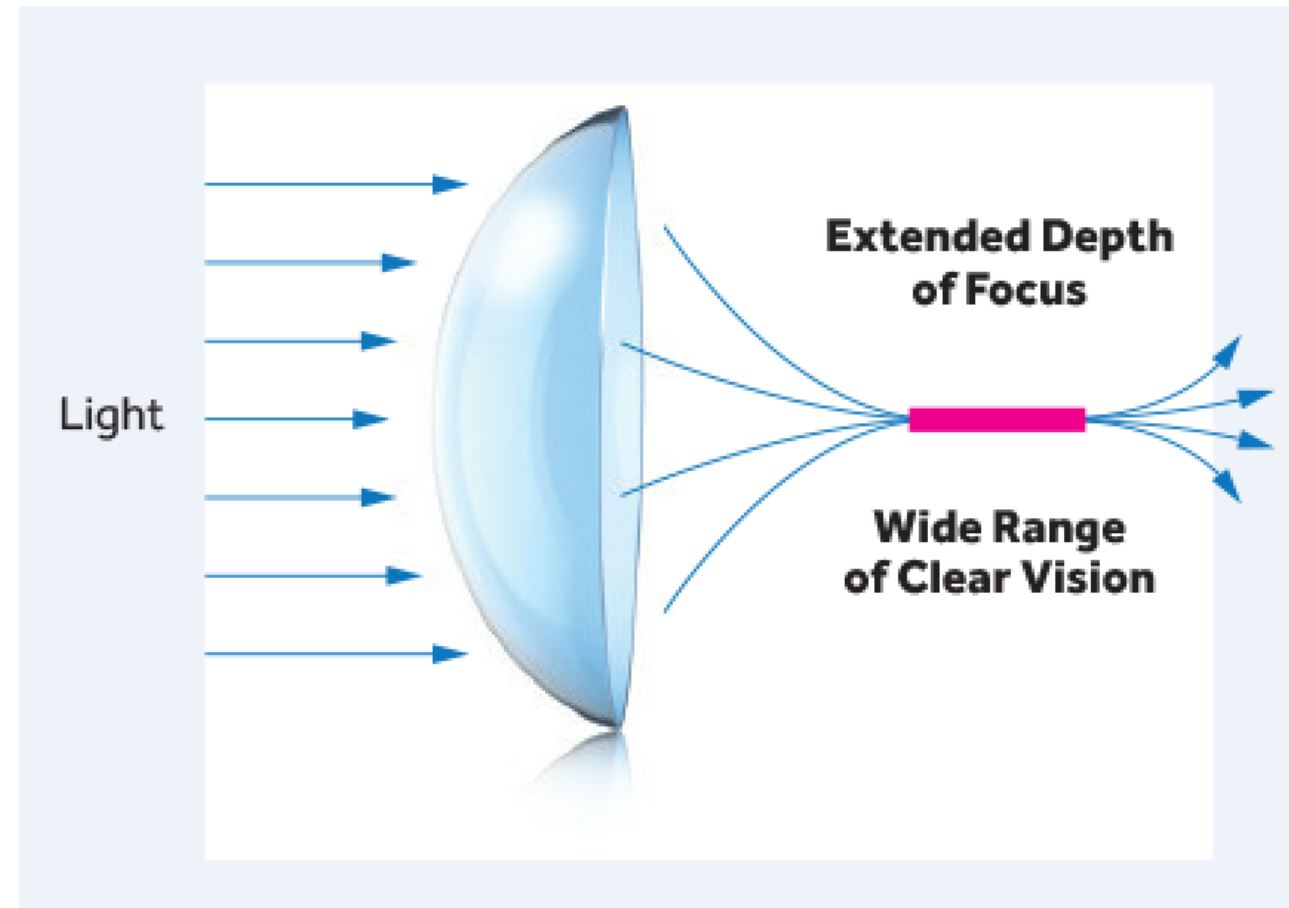 Light
Extended Depth
of Focus
Wide Range
of Clear Vision